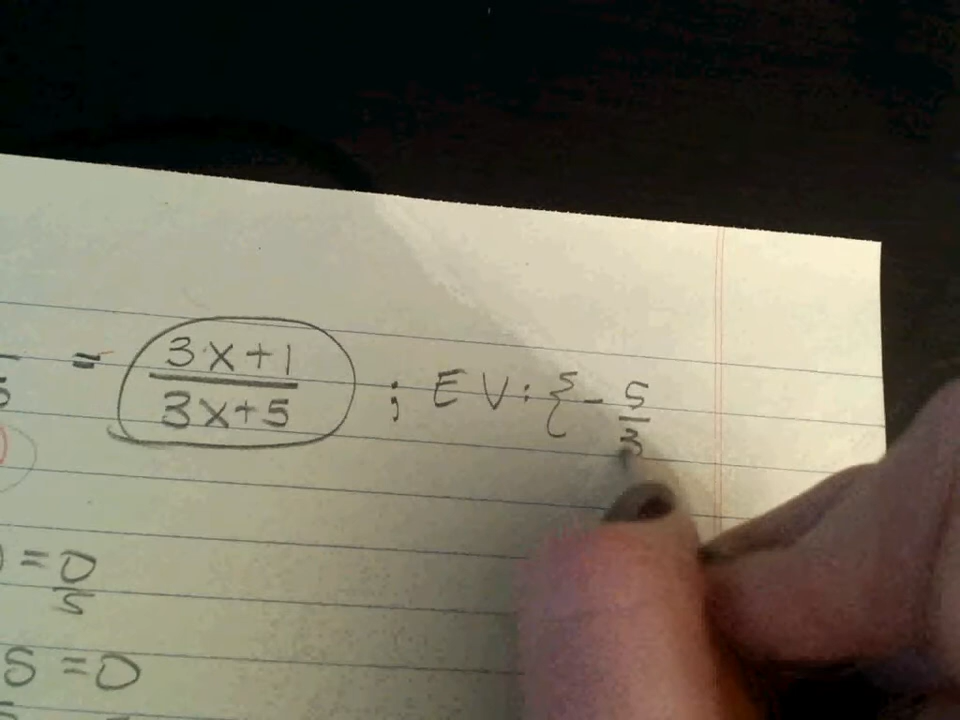 = 3x+1 / 3x+5 ; EV: { - 5/3
= 0/5
5 = 0